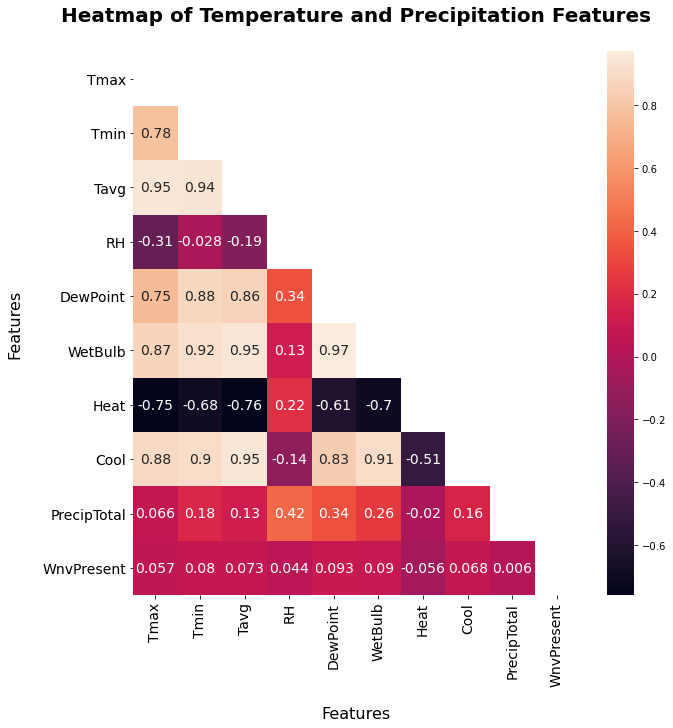 Heatmap of Temperature and Precipitation Features
Tmax
Tmin 0.78
Tavg 0.95 0.94
RH -0.31 -0.028 -0.19
DewPoint 0.75 0.88 0.86 0.34
WetBulb 0.87 0.92 0.95 0.13 0.97
Heat -0.75 -0.68 -0.76 0.22 -0.61 -0.7
Cool 0.88 0.9 0.95 -0.14 0.83 0.91 -0.51
PrecipTotal 0.066 0.18 0.13 0.42 0.34 0.26 -0.02 0.16
WnvPresent 0.057 0.08 0.073 0.044 0.093 0.09 -0.056 0.068 0.006
Features
Tmax Tmin Tavg RH DewPoint WetBulb Heat Cool PrecipTotal WnvPresent
Features
0.8
0.6
0.4
0.2
0.0
−0.2
−0.4
−0.6